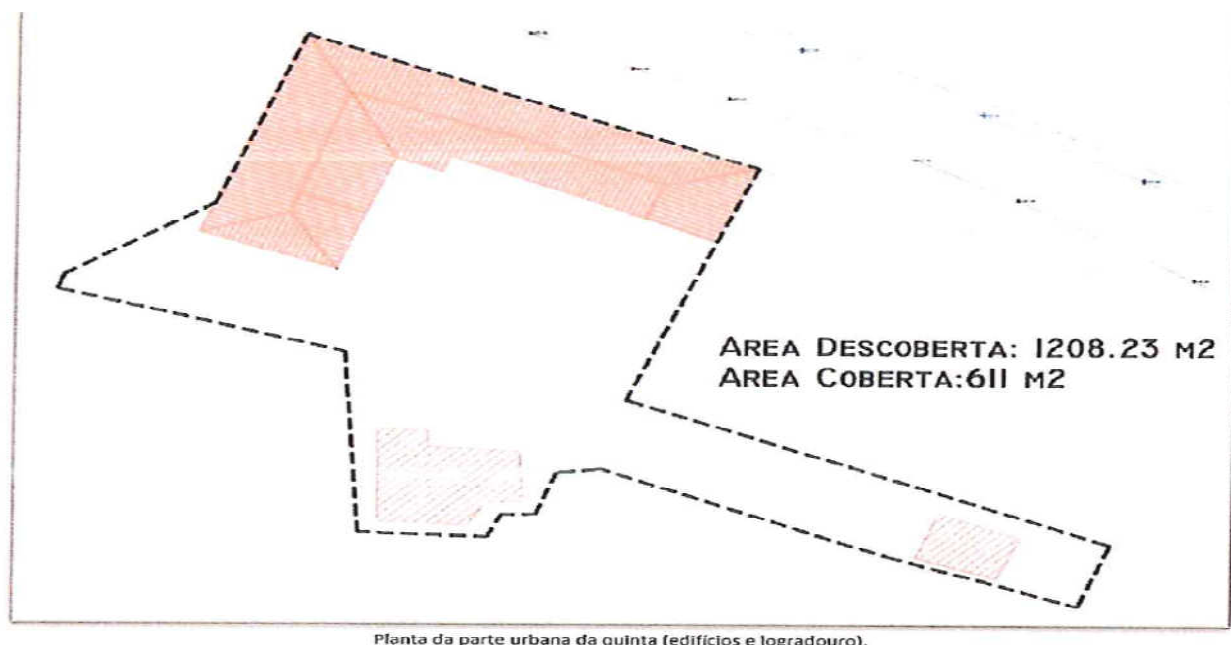 AREA DESCOBERTA: 1208.23 M2
AREA COBERTA:611 M2
Planta da parte urbana da quinta (edifícios e logradouro).